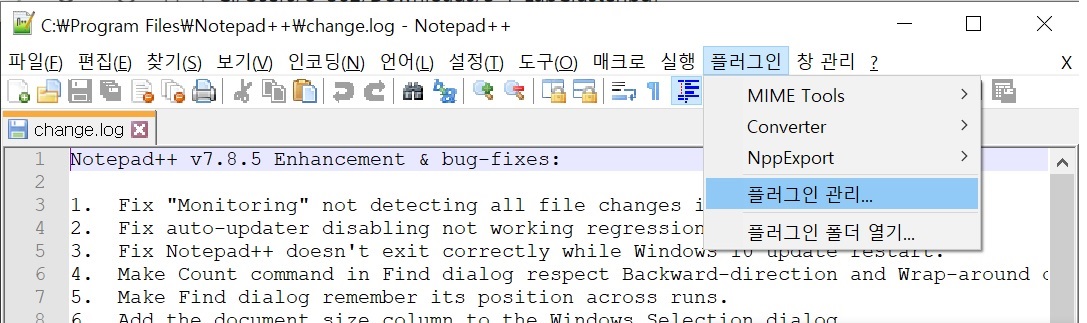 C:₩Program Files₩Notepad++₩change.log - Notepad++
파일(F) 편집(E) 찾기(S) 보기(V) 인코딩(N) 언어(L) 설정(T) 도구(O) 매크로 실행 플러그인 창 관리 ? X
MIME Tools
Converter
NppExport
플러그인 관리...
플러그인 폴더 열기...
change.log
1 Notepad++ v7.8.5 Enhancement & bug-fixes:
2
3 1. Fix "Monitoring" not detecting all file changes
4 2. Fix auto-updater disabling not working regression
5 3. Fix Notepad++ doesn't exit correctly while Windows 10 update restart.
6 4. Make Count command in Find dialog respect Backward-direction and Wrap-around
7 5. Make Find dialog remember its position across runs.
8 6. Add the document size column to the Windows Selection dialog